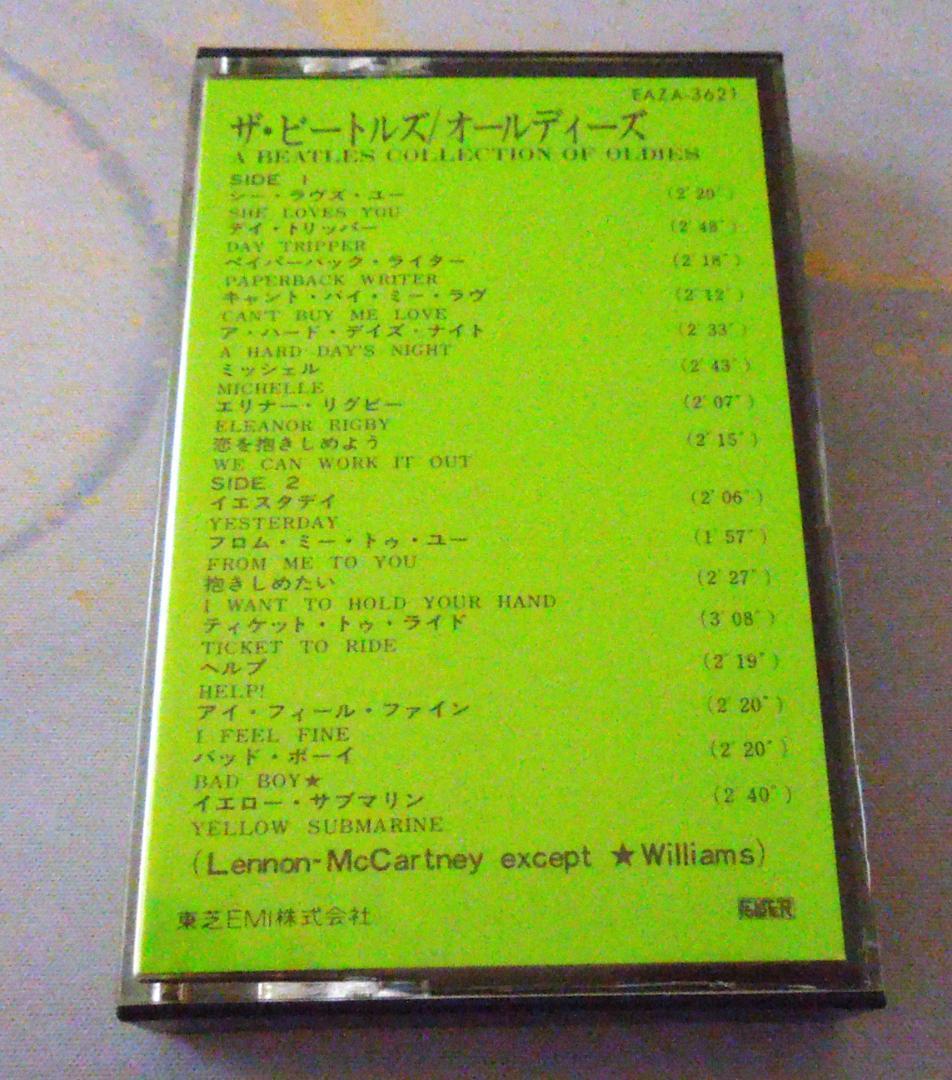 EAZA-3621
ザ・ビートルズ/オールディーズ
A BEATLES COLLECTION OF OLDIES
SIDE 1
シー・ラヴズ・ユー (2′20″)
SHE LOVES YOU
デイ・トリッパー (2′48″)
DAY TRIPPER
ペイパーバック・ライター (2′18″)
PAPERBACK WRITER
キャント・バイ・ミー・ラヴ (2′12″)
CAN'T BUY ME LOVE
ア・ハード・デイズ・ナイト (2′33″)
A HARD DAY'S NIGHT
ミッシェル (2′43″)
MICHELLE
エリナー・リグビー (2′07″)
ELEANOR RIGBY
恋を抱きしめよう (2′15″)
WE CAN WORK IT OUT
SIDE 2
イエスタデイ (2′06″)
YESTERDAY
フロム・ミー・トゥ・ユー (1′57″)
FROM ME TO YOU
抱きしめたい (2′27″)
I WANT TO HOLD YOUR HAND
ティケット・トゥ・ライド (3′08″)
TICKET TO RIDE
ヘルプ (2′19″)
HELP!
アイ・フィール・ファイン (2′20″)
I FEEL FINE
バッド・ボーイ (2′20″)
BAD BOY★
イエロー・サブマリン (2′40″)
YELLOW SUBMARINE
(Lennon-McCartney except ★Williams)
東芝EMI株式会社